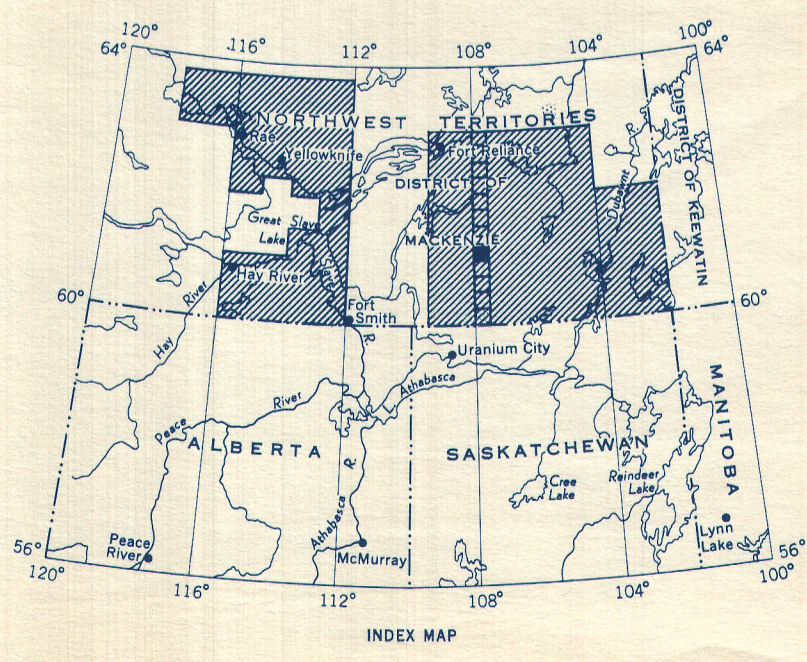 120°
116°
112°
108°
104°
100°
64°
64°
NORTHWEST TERRITORIES
Rae
Yellowknife
Fort Reliance
DISTRICT OF
MACKENZIE
DISTRICT OF KEEWATIN
Dubawnt
R.
Great Slave
Lake
Slave
Hay River
60°
60°
River
Hay
Fort
Smith
R.
Uranium City
L. Athabasca
River
Peace
ALBERTA
SASKATCHEWAN
MANITOBA
R.
Athabasca
Cree
Lake
Reindeer
Lake
Lynn
Lake
Peace
River
McMurray
56°
56°
120°
116°
112°
108°
104°
100°
INDEX MAP